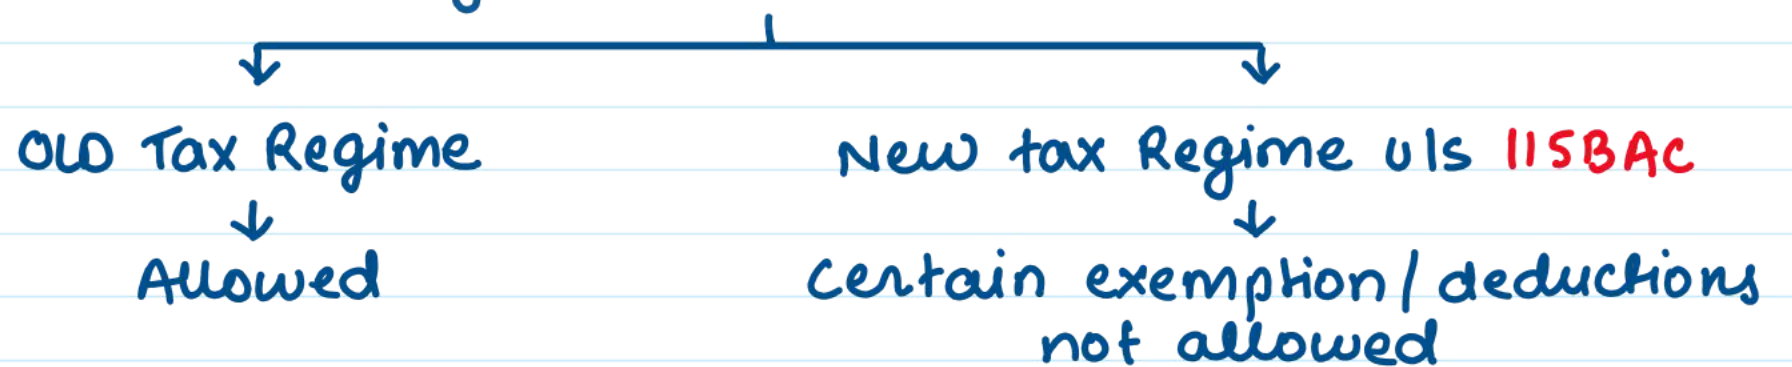 OLD Tax Regime
New tax Regime u/s 115BAC
Allowed
Certain exemption/deductions
not allowed